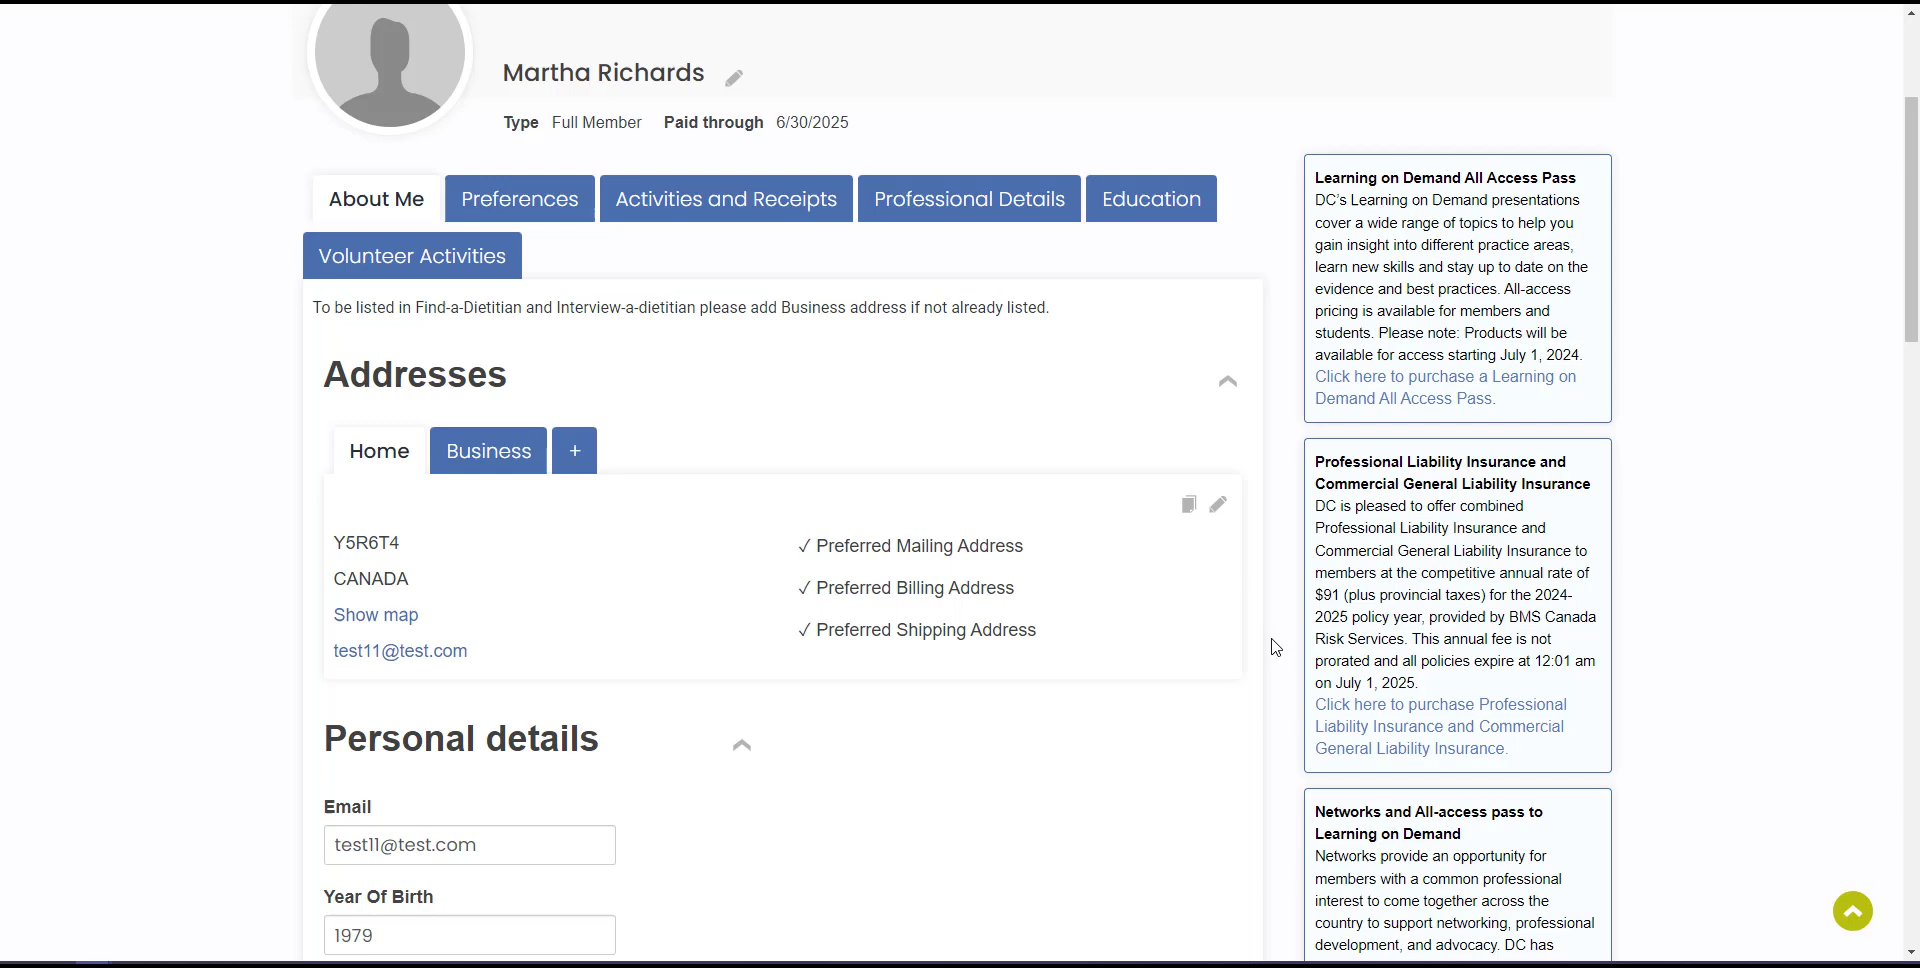 Martha Richards
Type Full Member Paid through 6/30/2025
About Me
Preferences
Activities and Receipts
Professional Details
Education
Volunteer Activities
To be listed in Find-a-Dietitian and Interview-a-dietitian please add Business address if not already listed.
Addresses
Home
Business
+
Y5R6T4
CANADA
Show map
test11@test.com
✓ Preferred Mailing Address
✓ Preferred Billing Address
✓ Preferred Shipping Address
Personal details
Email
test11@test.com
Year Of Birth
1979
Learning on Demand All Access Pass
DC's Learning on Demand presentations
cover a wide range of topics to help you
gain insight into different practice areas,
learn new skills and stay up to date on the
evidence and best practices. All-access
pricing is available for members and
students. Please note: Products will be
available for access starting July 1, 2024.
Click here to purchase a Learning on
Demand All Access Pass.
Professional Liability Insurance and
Commercial General Liability Insurance
DC is pleased to offer combined
Professional Liability Insurance and
Commercial General Liability Insurance to
members at the competitive annual rate of
$91 (plus provincial taxes) for the 2024-
2025 policy year, provided by BMS Canada
Risk Services. This annual fee is not
prorated and all policies expire at 12:01 am
on July 1, 2025.
Click here to purchase Professional
Liability Insurance and Commercial
General Liability Insurance.
Networks and All-access pass to
Learning on Demand
Networks provide an opportunity for
members with a common professional
interest to come together across the
country to support networking, professional
development, and advocacy. DC has